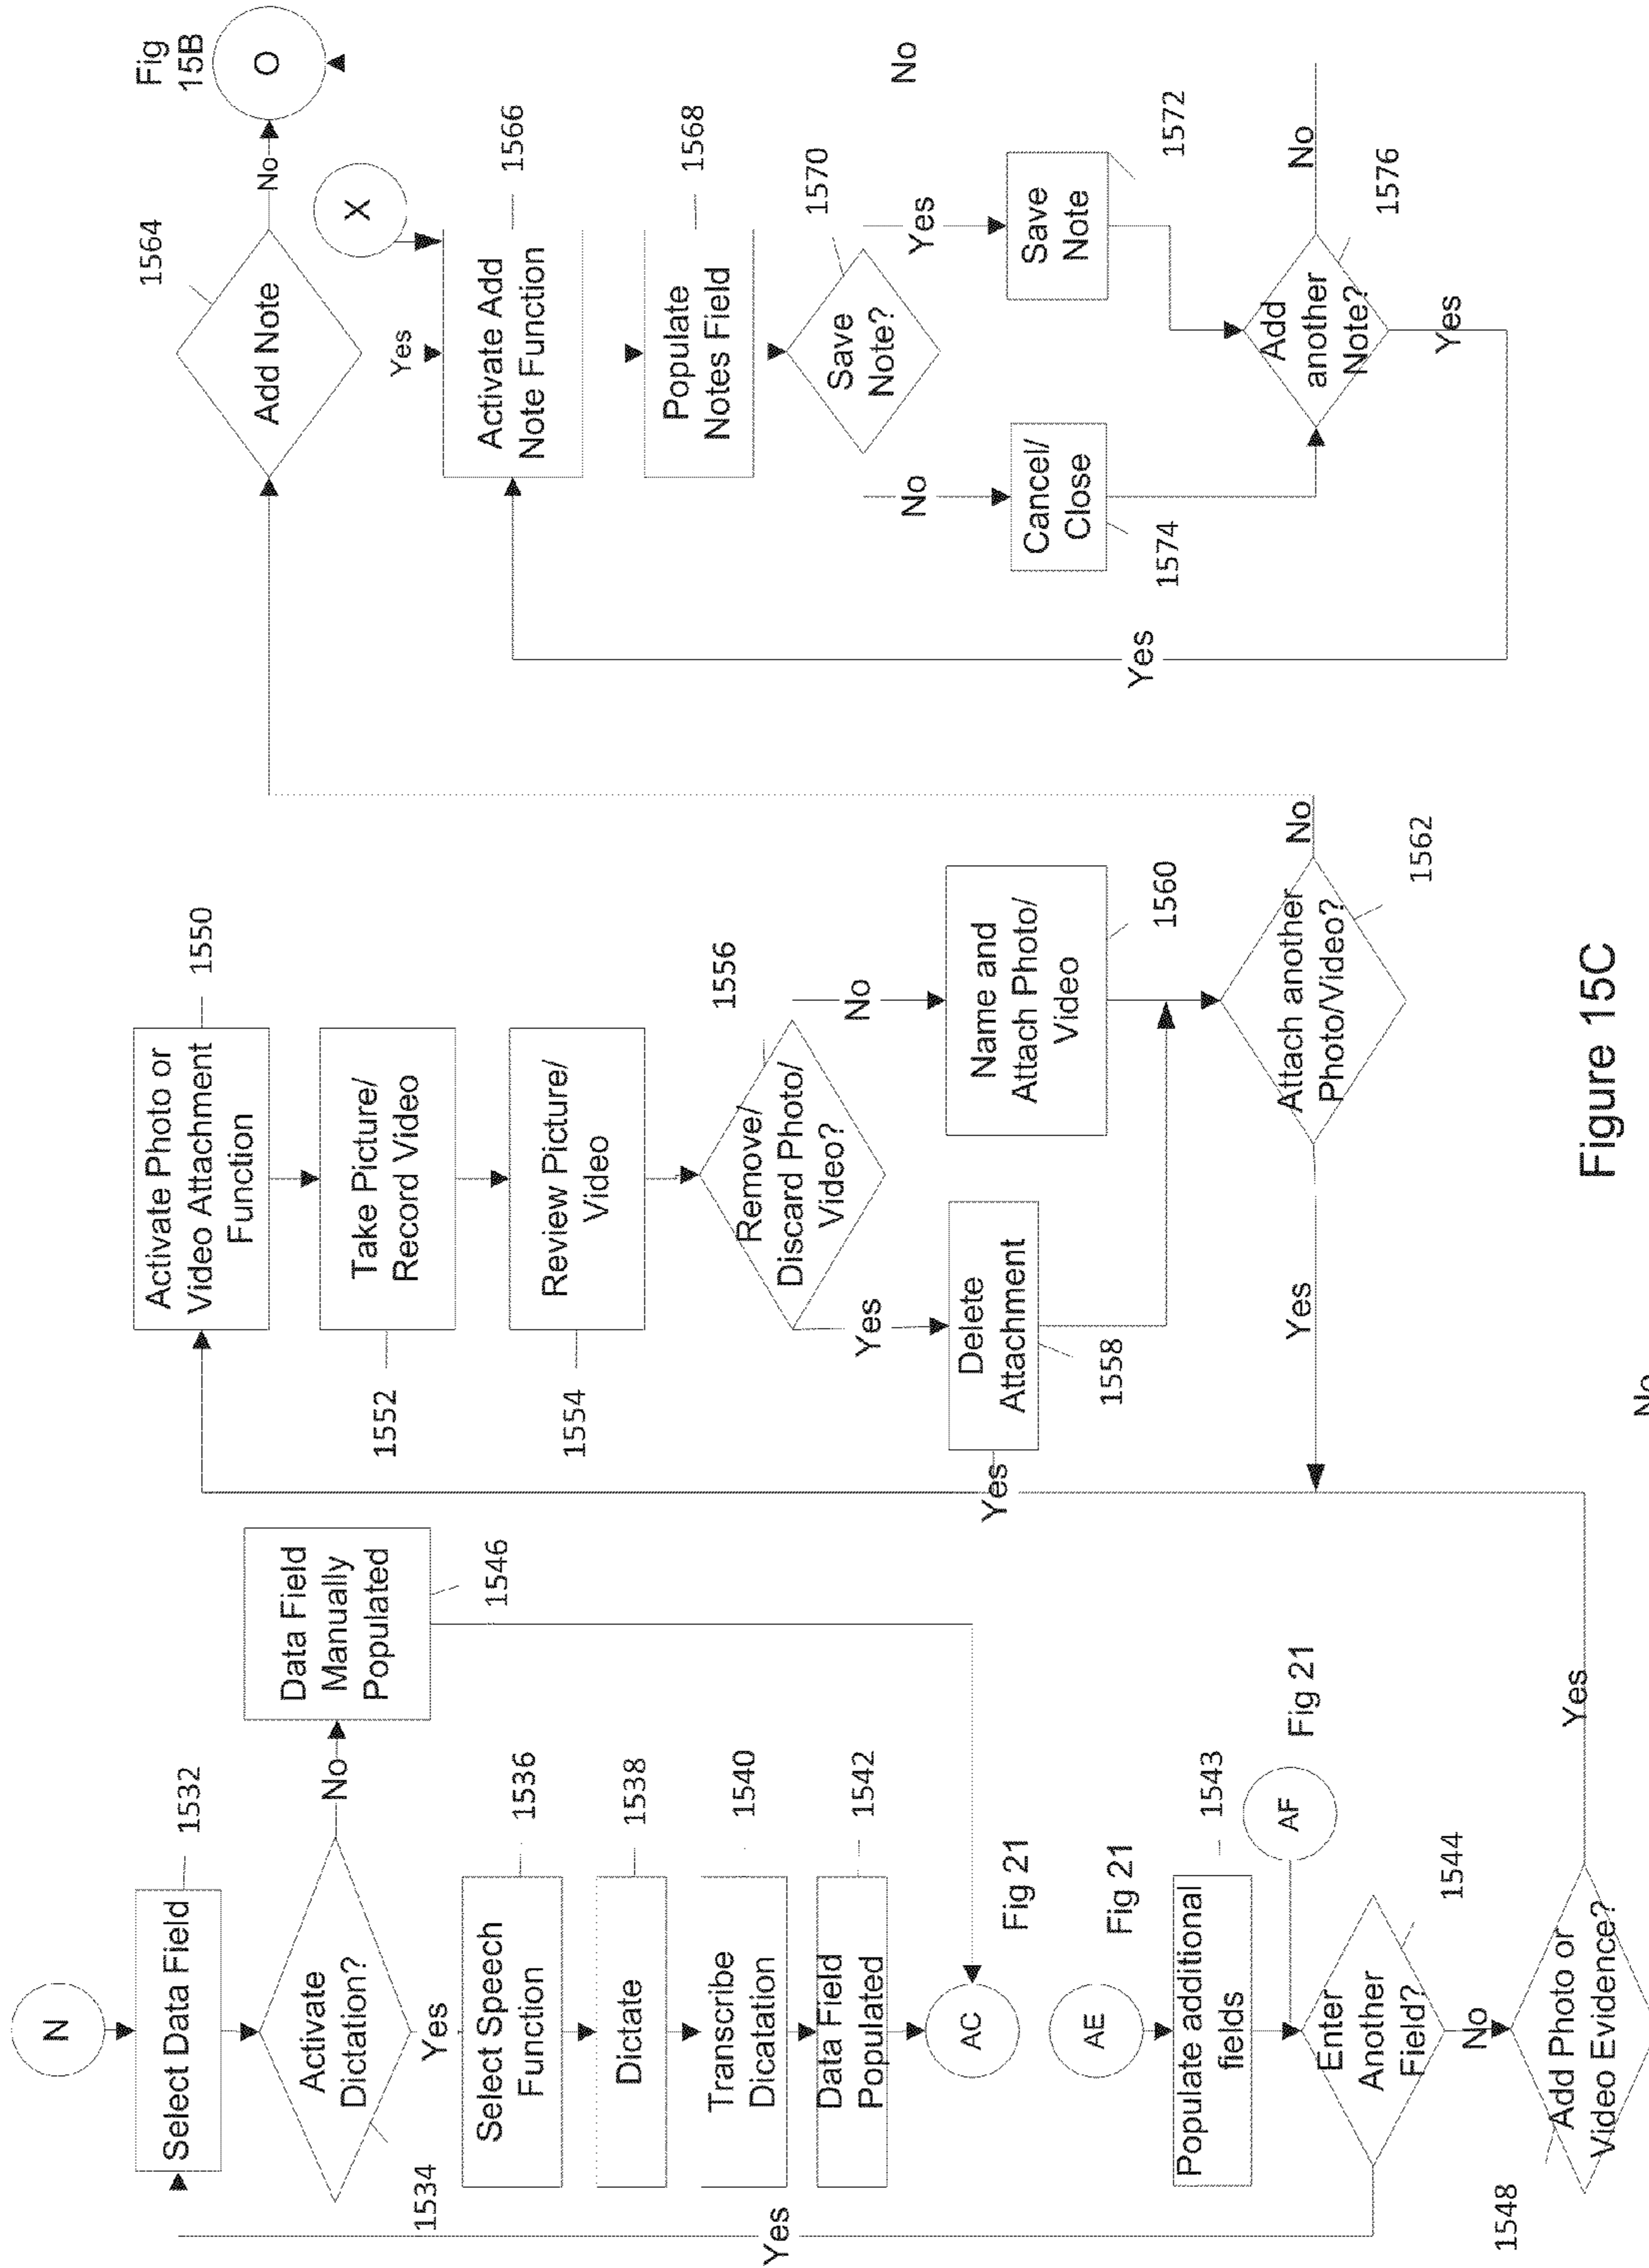 N
Select Data Field
1532
Activate
Dictation?
1534
No
Data Field
Manually
Populated
1546
Yes
Select Speech
Function
1536
Dictate
1538
Transcribe
Dicatation
1540
Data Field
Populated
1542
AC
Fig 21
AE
Fig 21
Populate additional
fields
1543
AF
Fig 21
Enter
Another
Field?
1544
Yes
No
Add Photo or
Video Evidence?
1548
Yes
No
Activate Photo or
Video Attachment
Function
1550
Take Picture/
Record Video
1552
Review Picture/
Video
1554
Remove/
Discard Photo/
Video?
1556
Yes
No
Delete
Attachment
1558
Yes
Name and
Attach Photo/
Video
1560
Attach another
Photo/Video?
1562
Yes
No
Add Note
1564
No
Fig
15B
O
X
Yes
Activate Add
Note Function
1566
Populate
Notes Field
1568
Save
Note?
1570
No
Yes
No
Cancel/
Close
1574
Save
Note
1572
Add
another
Note?
1576
No
Yes
Yes
Figure 15C